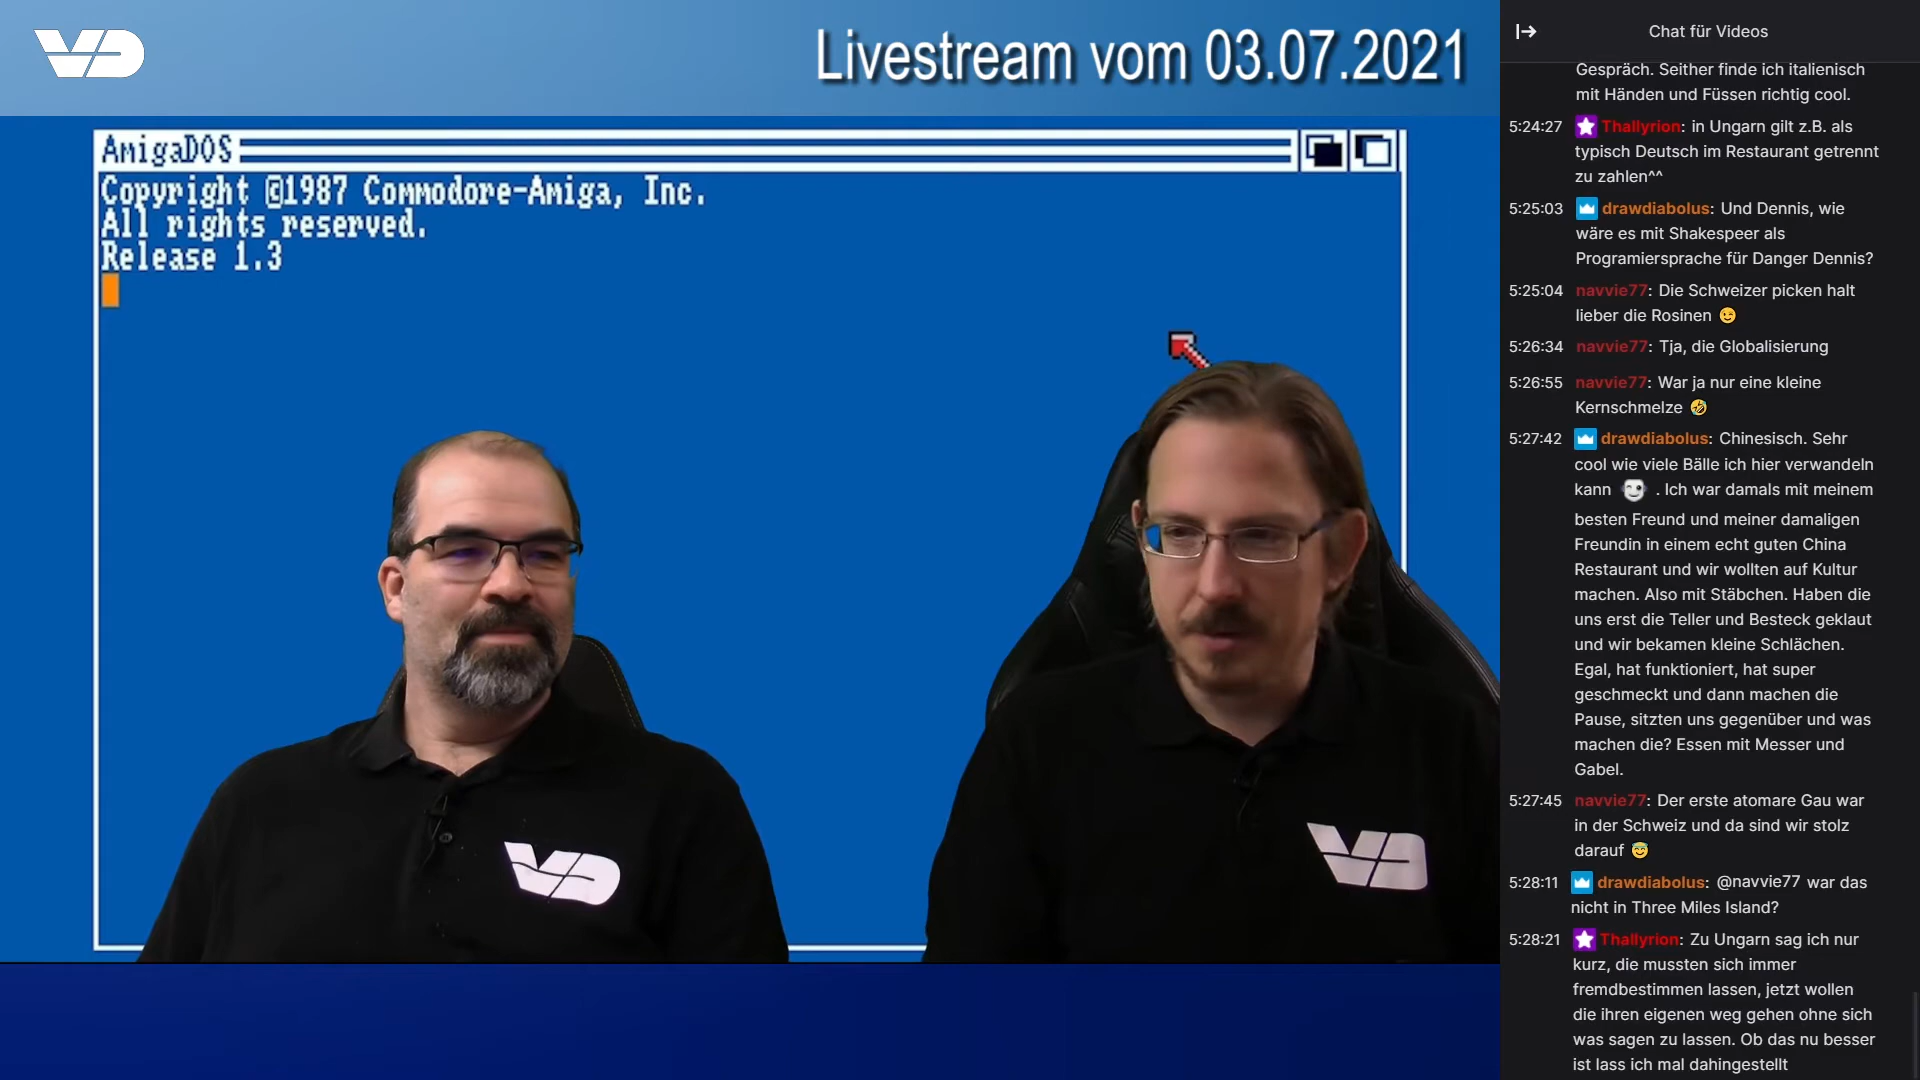 VD
Livestream vom 03.07.2021
AmigaDOS
Copyright ©1987 Commodore-Amiga, Inc.
All rights reserved.
Release 1.3
VD
VD
Chat für Videos
Gespräch. Seither finde ich italienisch
mit Händen und Füssen richtig cool.
5:24:27 Thallyrion: in Ungarn gilt z.B. als
typisch Deutsch im Restaurant getrennt
zu zahlen^^
5:25:03 drawdiabolus: Und Dennis, wie
wäre es mit Shakespeer als
Programiersprache für Danger Dennis?
5:25:04 navvie77: Die Schweizer picken halt
lieber die Rosinen 😉
5:26:34 navvie77: Tja, die Globalisierung
5:26:55 navvie77: War ja nur eine kleine
Kernschmelze 🤣
5:27:42 drawdiabolus: Chinesisch. Sehr
cool wie viele Bälle ich hier verwandeln
kann . Ich war damals mit meinem
besten Freund und meiner damaligen
Freundin in einem echt guten China
Restaurant und wir wollten auf Kultur
machen. Also mit Stäbchen. Haben die
uns erst die Teller und Besteck geklaut
und wir bekamen kleine Schlächen.
Egal, hat funktioniert, hat super
geschmeckt und dann machen die
Pause, sitzten uns gegenüber und was
machen die? Essen mit Messer und
Gabel.
5:27:45 navvie77: Der erste atomare Gau war
in der Schweiz und da sind wir stolz
darauf 😇
5:28:11 drawdiabolus: @navvie77 war das
nicht in Three Miles Island?
5:28:21 Thallyrion: Zu Ungarn sag ich nur
kurz, die mussten sich immer
fremdbestimmen lassen, jetzt wollen
die ihren eigenen weg gehen ohne sich
was sagen zu lassen. Ob das nu besser
ist lass ich mal dahingestellt